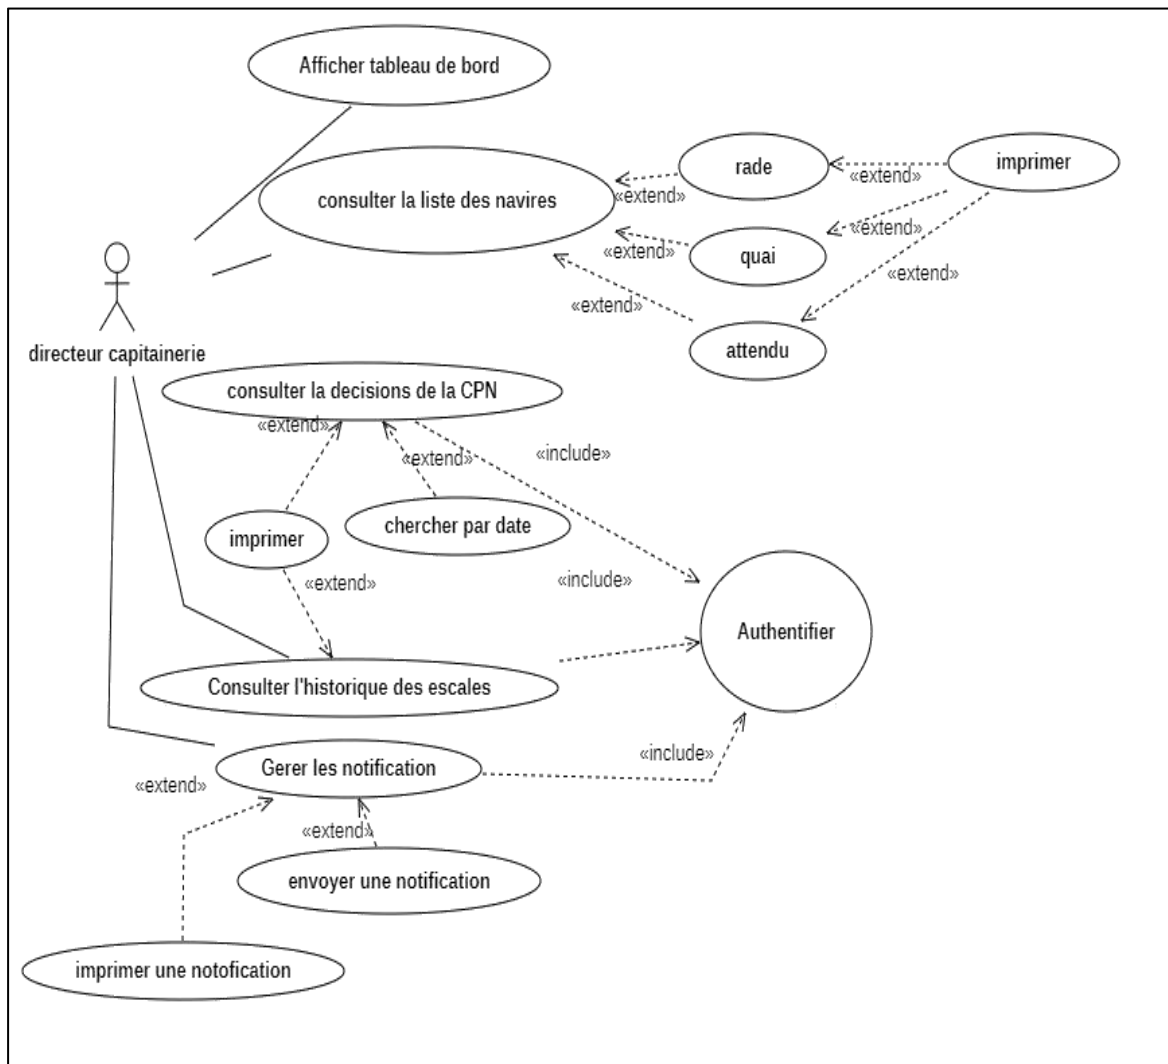 Afficher tableau de bord
consulter la liste des navires
rade
imprimer
«extend»
«extend»
quai
«extend»
«extend»
attendu
«extend»
«extend»
directeur capitainerie
consulter la decisions de la CPN
«extend»
«extend»
«include»
imprimer
chercher par date
«extend»
«include»
Authentifier
Consulter l'historique des escales
Gerer les notification
«include»
«extend»
«extend»
envoyer une notification
imprimer une notofication